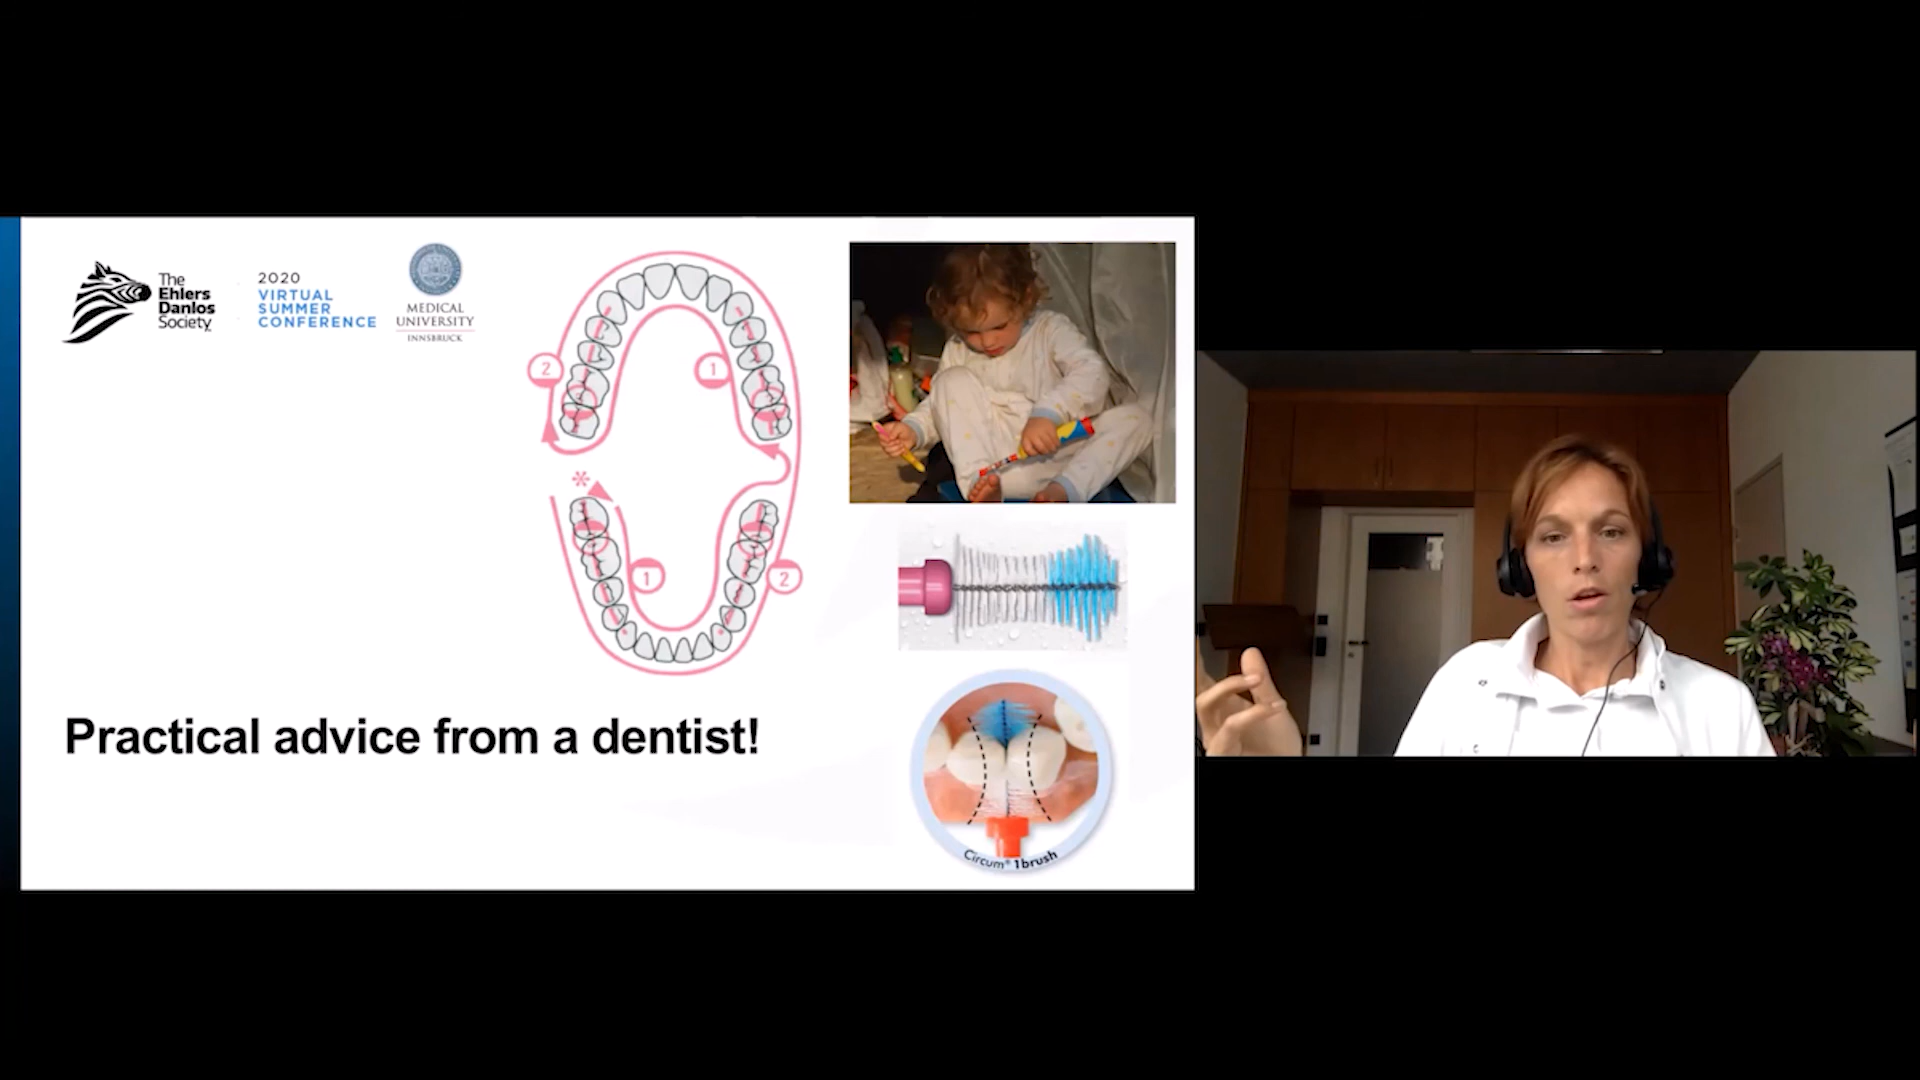 The
Ehlers
Danlos
Society
2020
VIRTUAL
SUMMER
CONFERENCE
MEDICAL
UNIVERSITY
INNSBRUCK
2
1
*
1
2
Practical advice from a dentist!
Circum® 1brush